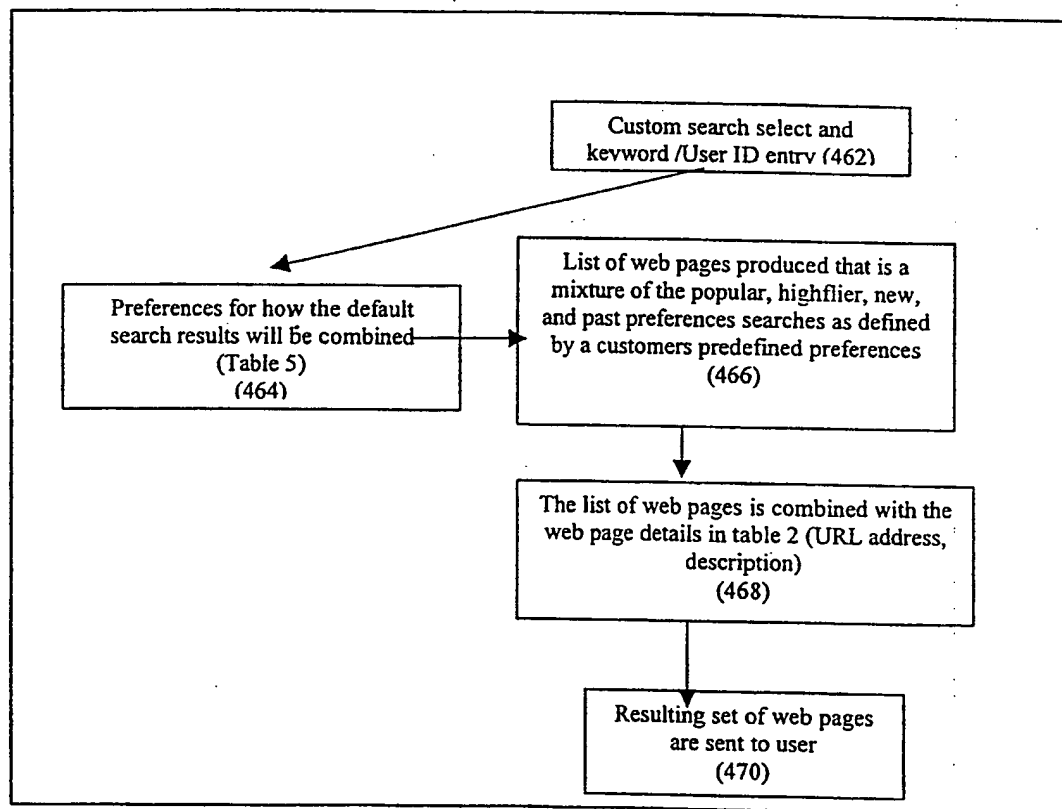 Custom search select and
keyword /User ID entry (462)
Preferences for how the default
search results will be combined
(Table 5)
(464)
List of web pages produced that is a
mixture of the popular, highflier, new,
and past preferences searches as defined
by a customers predefined preferences
(466)
The list of web pages is combined with the
web page details in table 2 (URL address,
description)
(468)
Resulting set of web pages
are sent to user
(470)